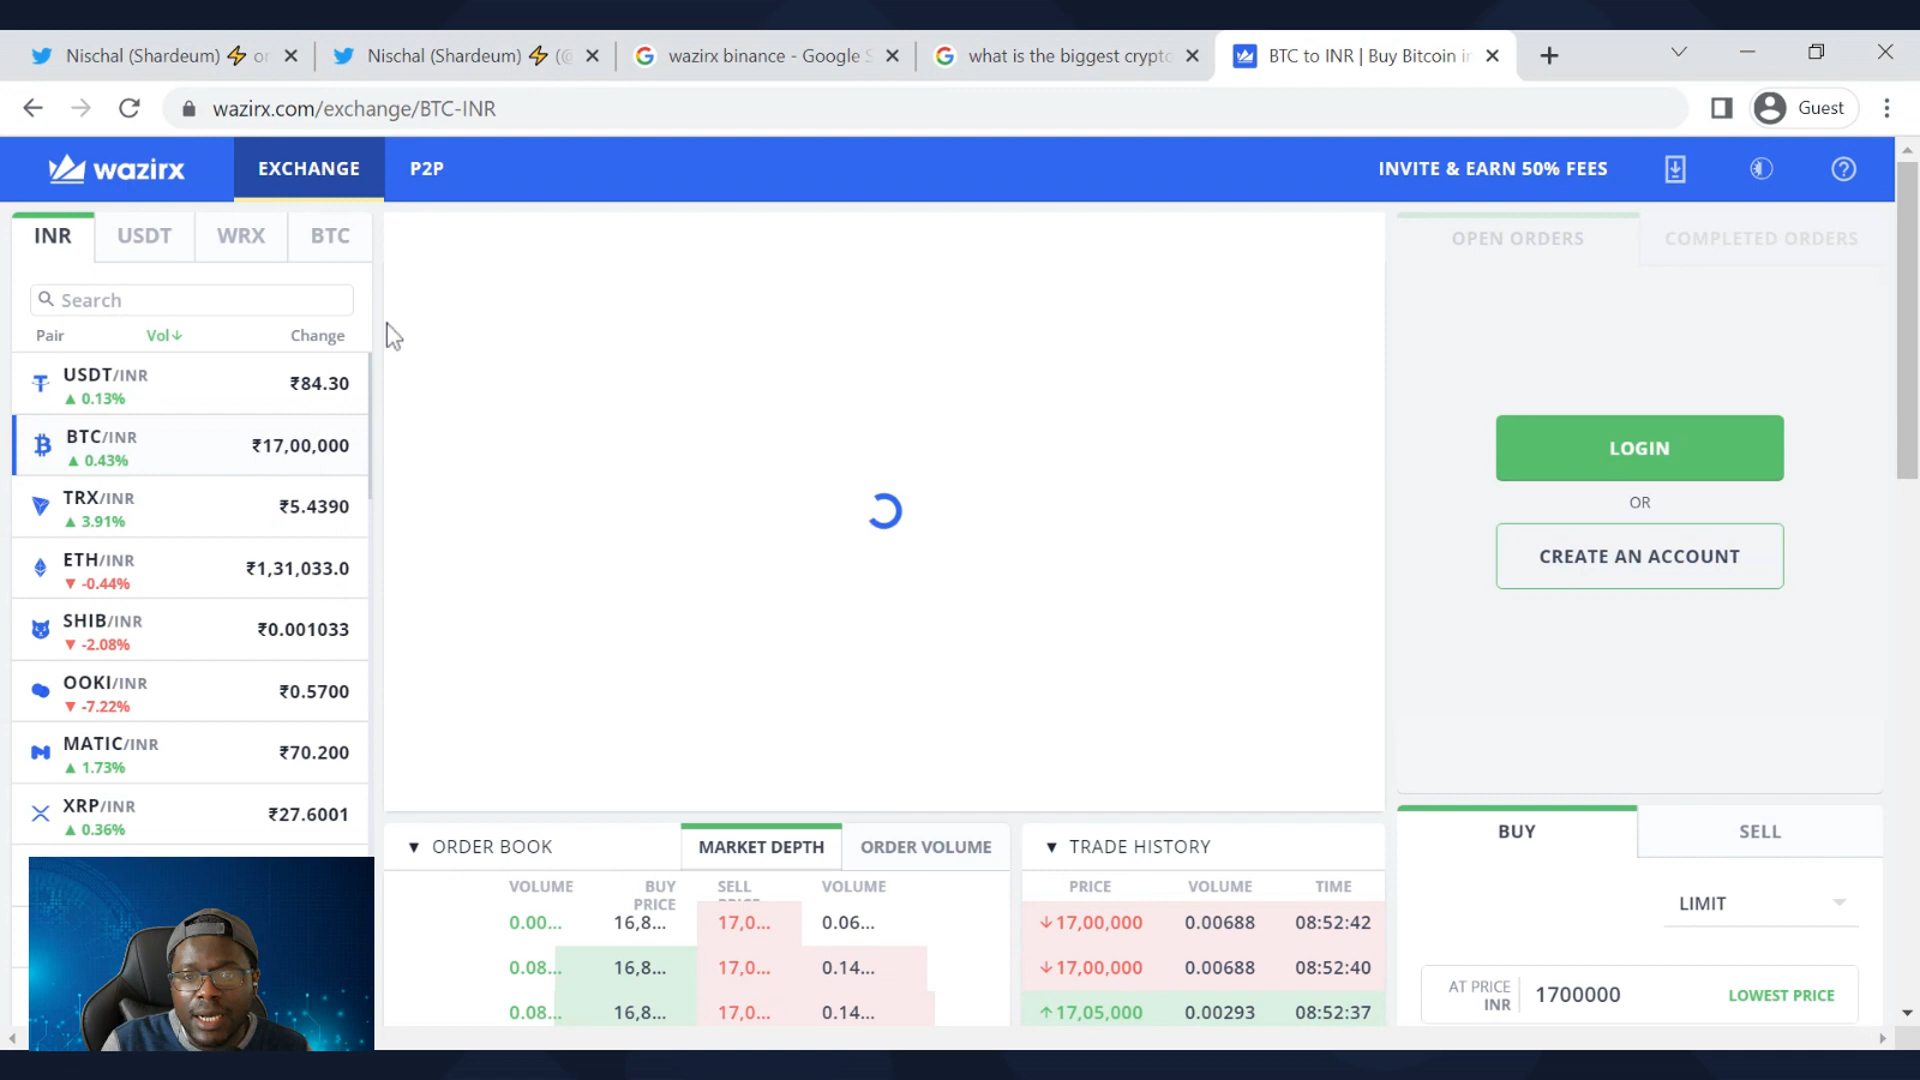 Nischal (Shardeum) ⚡ or
Nischal (Shardeum) ⚡ (@
wazirx binance - Google S
what is the biggest crypto
BTC to INR | Buy Bitcoin in
wazirx.com/exchange/BTC-INR
Guest
wazirx
EXCHANGE
P2P
INVITE & EARN 50% FEES
INR
USDT
WRX
BTC
Search
Pair
Vol↓
Change
USDT/INR
₹84.30
▲ 0.13%
BTC/INR
₹17,00,000
▲ 0.43%
TRX/INR
₹5.4390
▲ 3.91%
ETH/INR
₹1,31,033.0
▼ -0.44%
SHIB/INR
₹0.001033
▼ -2.08%
OOKI/INR
₹0.5700
▼ -7.22%
MATIC/INR
₹70.200
▲ 1.73%
XRP/INR
₹27.6001
▲ 0.36%
OPEN ORDERS
COMPLETED ORDERS
LOGIN
OR
CREATE AN ACCOUNT
▼ ORDER BOOK
MARKET DEPTH
ORDER VOLUME
VOLUME
BUY
PRICE
SELL
VOLUME
0.00...
16,8...
17,0...
0.06...
0.08...
16,8...
17,0...
0.14...
0.08...
16,8...
17,0...
0.14...
▼ TRADE HISTORY
PRICE
VOLUME
TIME
↓17,00,000
0.00688
08:52:42
↓17,00,000
0.00688
08:52:40
↑17,05,000
0.00293
08:52:37
BUY
SELL
LIMIT
AT PRICE
INR
1700000
LOWEST PRICE